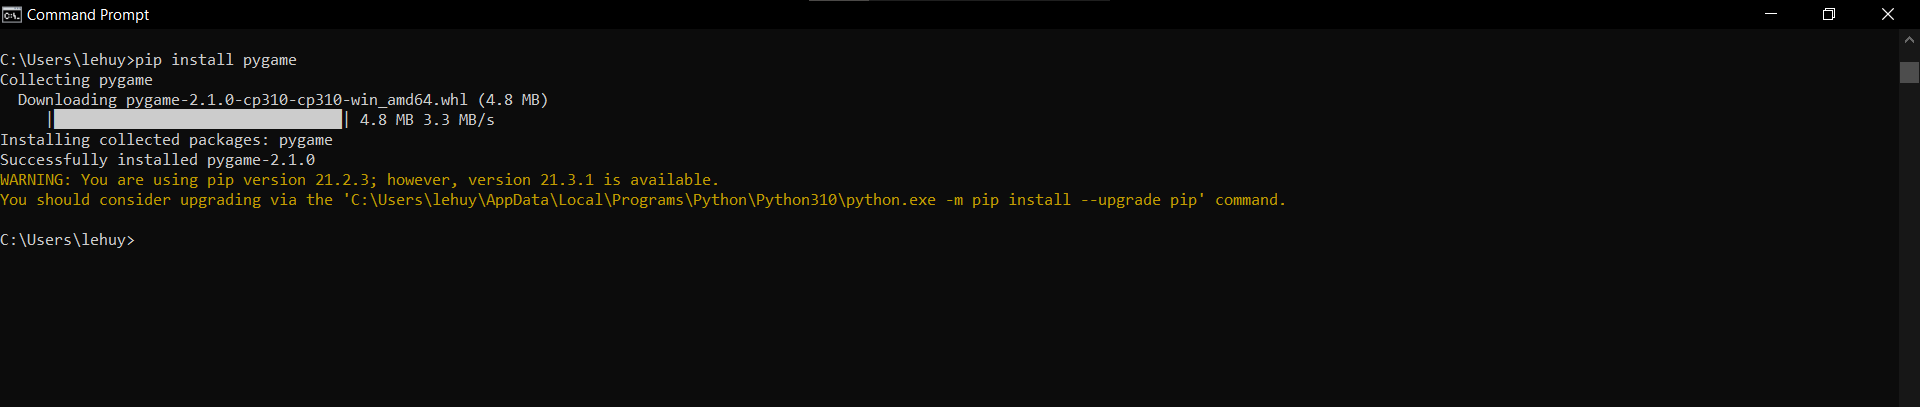 Command Prompt
C:\Users\lehuy>pip install pygame
Collecting pygame
  Downloading pygame-2.1.0-cp310-cp310-win_amd64.whl (4.8 MB)
     |████████████████████████████████| 4.8 MB 3.3 MB/s
Installing collected packages: pygame
Successfully installed pygame-2.1.0
WARNING: You are using pip version 21.2.3; however, version 21.3.1 is available.
You should consider upgrading via the 'C:\Users\lehuy\AppData\Local\Programs\Python\Python310\python.exe -m pip install --upgrade pip' command.
C:\Users\lehuy>